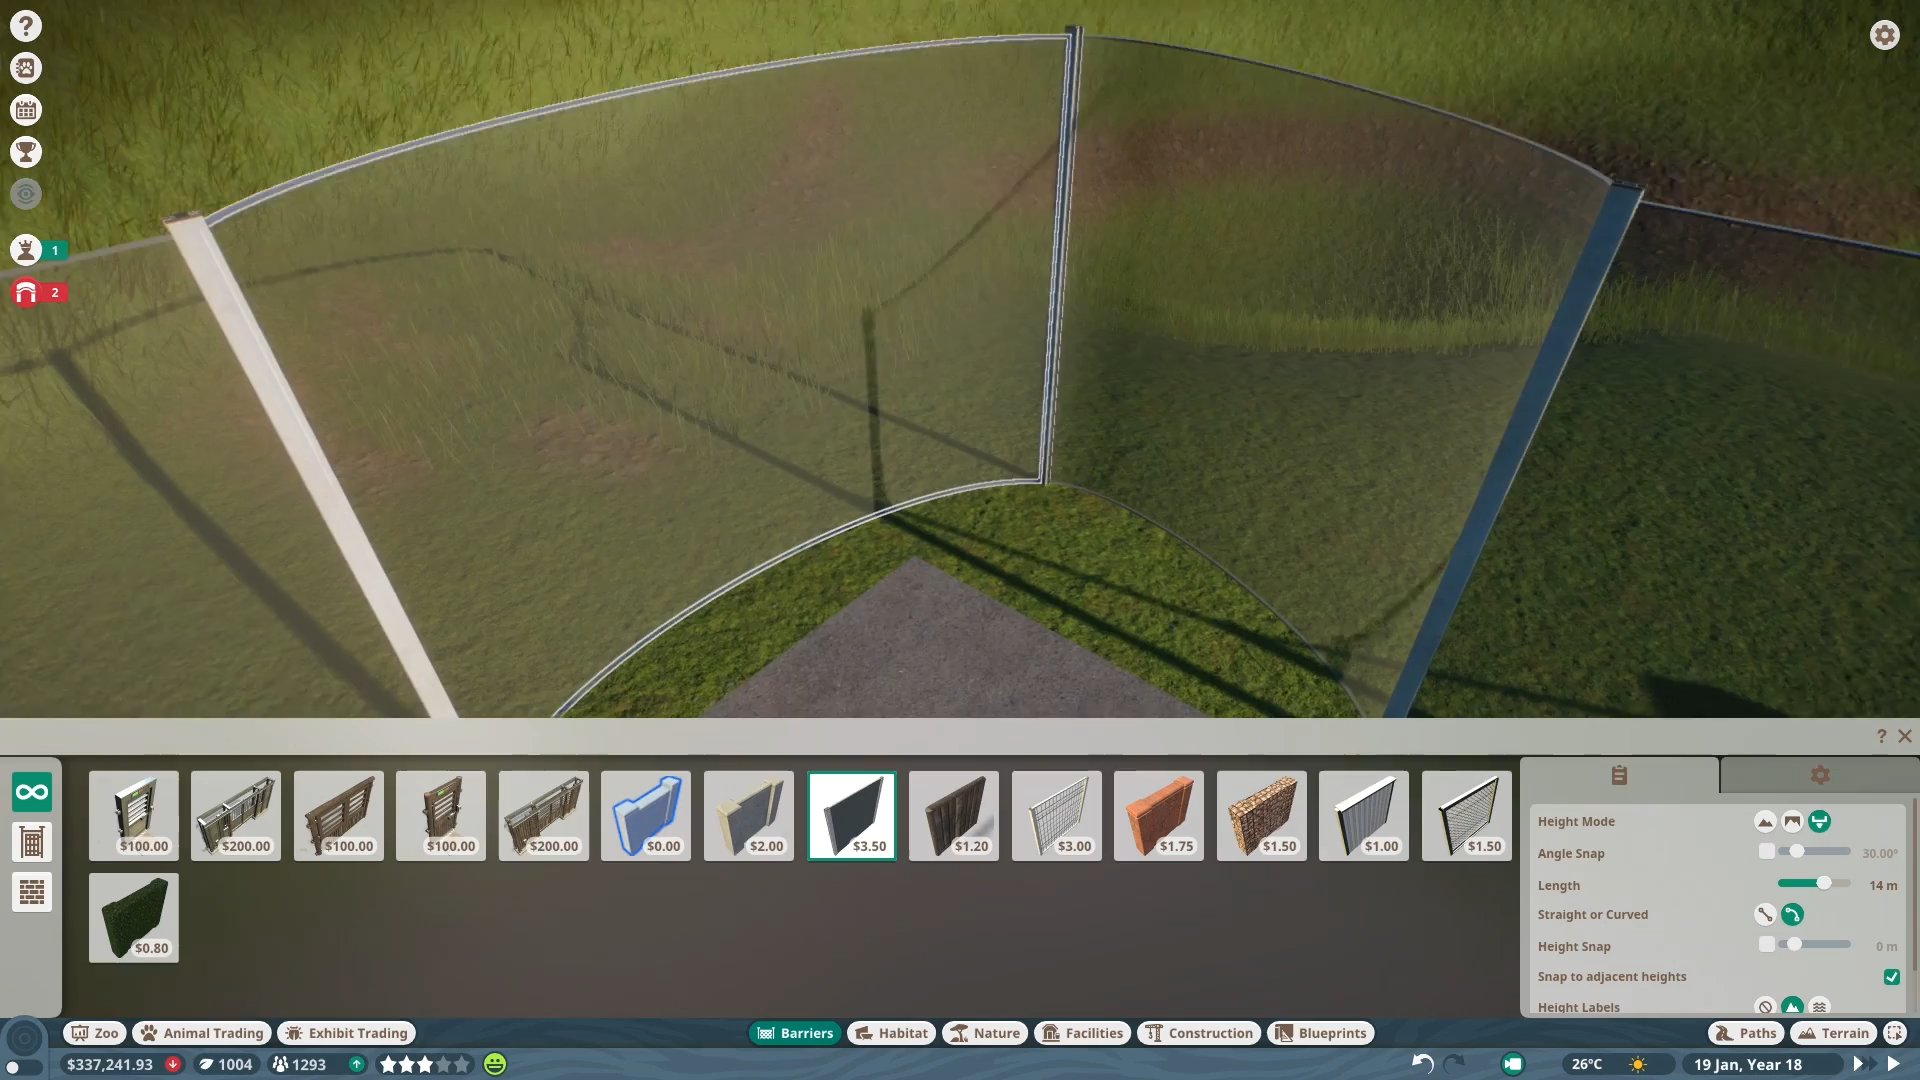 ?
1
2
? ×
$100.00 $200.00 $100.00 $100.00 $200.00 $0.00 $2.00 $3.50 $1.20 $3.00 $1.75 $1.50 $1.00 $1.50
$0.80
Height Mode
Angle Snap 30.00°
Length 14 m
Straight or Curved
Height Snap 0 m
Snap to adjacent heights
Height Labels
Zoo Animal Trading Exhibit Trading Barriers Habitat Nature Facilities Construction Blueprints Paths Terrain
$337,241.93 1004 1293 26°C 19 Jan, Year 18